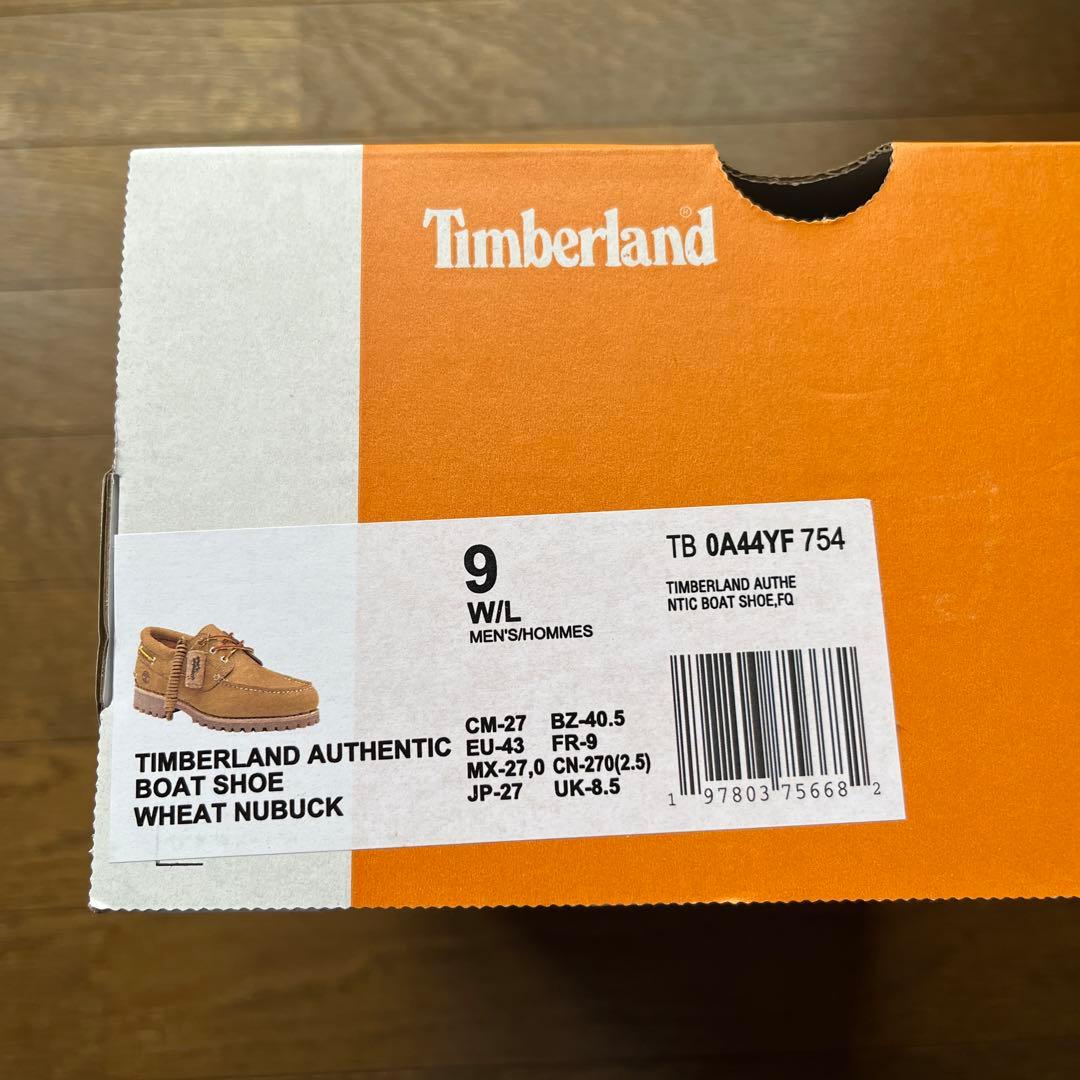 Timberland®
9
W/L
MEN'S/HOMMES
TB 0A44YF 754
TIMBERLAND AUTHE
NTIC BOAT SHOE,FQ
TIMBERLAND AUTHENTIC
BOAT SHOE
WHEAT NUBUCK
CM-27 BZ-40.5
EU-43 FR-9
MX-27,0 CN-270(2.5)
JP-27 UK-8.5
1 97803 75668 2